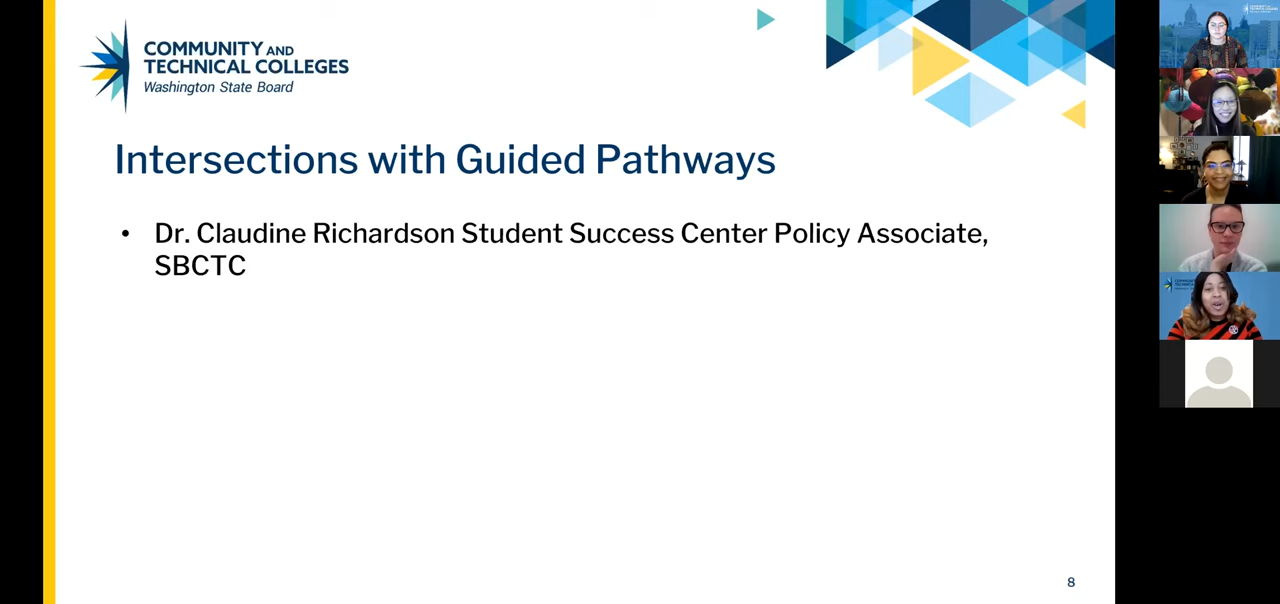 COMMUNITY AND
TECHNICAL COLLEGES
Washington State Board
Intersections with Guided Pathways
• Dr. Claudine Richardson Student Success Center Policy Associate,
SBCTC
8